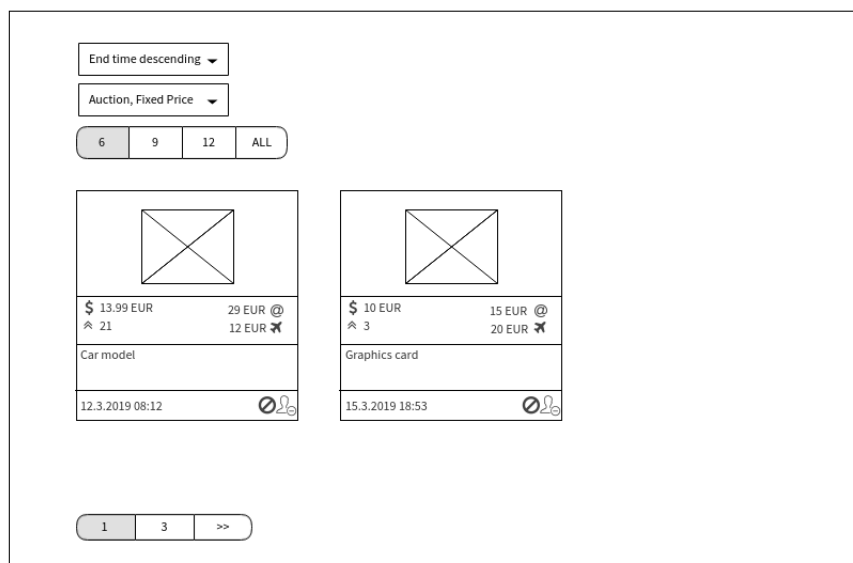 End time descending
Auction, Fixed Price
6 9 12 ALL
$ 13.99 EUR 29 EUR @
21 12 EUR
Car model
12.3.2019 08:12
$ 10 EUR 15 EUR @
3 20 EUR
Graphics card
15.3.2019 18:53
1 3 >>